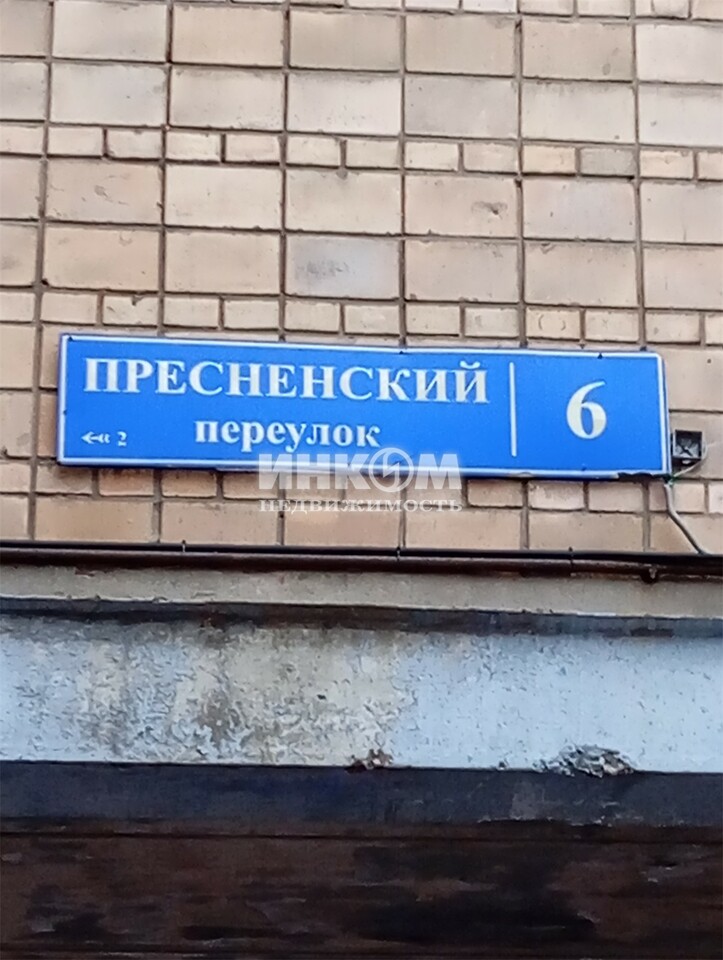 ПРЕСНЕНСКИЙ
переулок
6
2
ИНКОМ
НЕДВИЖИМОСТЬ